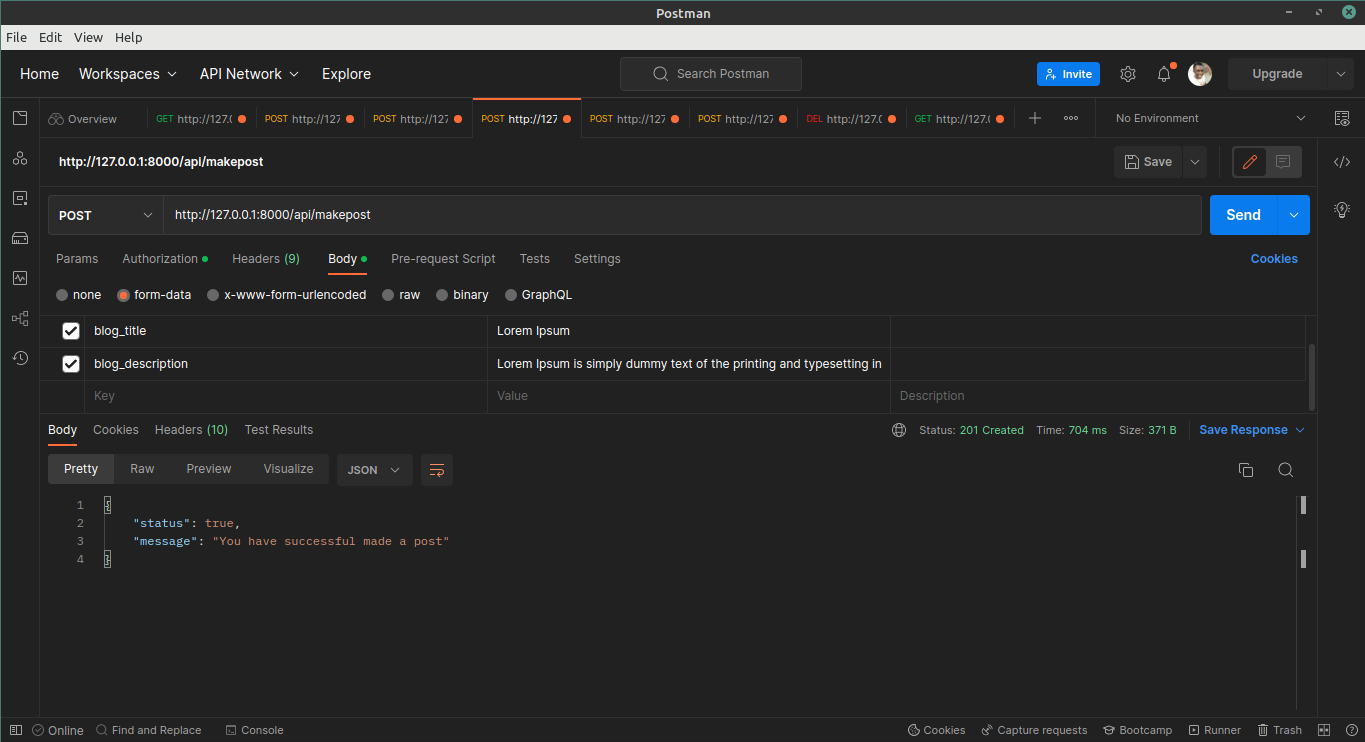 Postman
File Edit View Help
Home Workspaces API Network Explore Search Postman Invite Upgrade
Overview GET http://127.( POST http://127 POST http://127 POST http://127 POST http://127 POST http://127 DEL http://127.( GET http://127.( No Environment
http://127.0.0.1:8000/api/makepost Save
POST http://127.0.0.1:8000/api/makepost Send
Params Authorization Headers (9) Body Pre-request Script Tests Settings Cookies
none form-data x-www-form-urlencoded raw binary GraphQL
blog_title Lorem Ipsum
blog_description Lorem Ipsum is simply dummy text of the printing and typesetting in
Key Value Description
Body Cookies Headers (10) Test Results Status: 201 Created Time: 704 ms Size: 371 B Save Response
Pretty Raw Preview Visualize JSON
1 {
2 "status": true,
3 "message": "You have successful made a post"
4 }
Online Find and Replace Console Cookies Capture requests Bootcamp Runner Trash